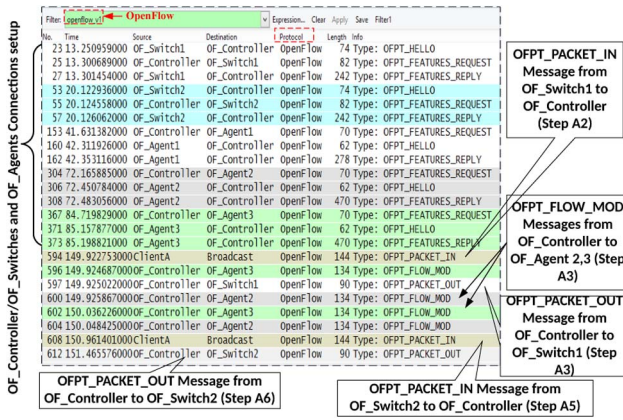 Filter: openflow_v1 OpenFlow Expression... Clear Apply Save Filter1
No. Time Source Destination Protocol Length Info
23 13.250959000 OF_Switch1 OF_Controller OpenFlow 74 Type: OFPT_HELLO
25 13.300689000 OF_Controller OF_Switch1 OpenFlow 82 Type: OFPT_FEATURES_REQUEST
27 13.301454000 OF_Switch1 OF_Controller OpenFlow 242 Type: OFPT_FEATURES_REPLY
53 20.122936000 OF_Switch2 OF_Controller OpenFlow 74 Type: OFPT_HELLO
55 20.124558000 OF_Controller OF_Switch2 OpenFlow 82 Type: OFPT_FEATURES_REQUEST
57 20.126062000 OF_Switch2 OF_Controller OpenFlow 242 Type: OFPT_FEATURES_REPLY
153 41.631382000 OF_Controller OF_Agent1 OpenFlow 70 Type: OFPT_FEATURES_REQUEST
160 42.311926000 OF_Agent1 OF_Controller OpenFlow 62 Type: OFPT_HELLO
162 42.353116000 OF_Agent1 OF_Controller OpenFlow 278 Type: OFPT_FEATURES_REPLY
304 72.165885000 OF_Controller OF_Agent2 OpenFlow 70 Type: OFPT_FEATURES_REQUEST
306 72.450784000 OF_Agent2 OF_Controller OpenFlow 62 Type: OFPT_HELLO
308 72.483056000 OF_Agent2 OF_Controller OpenFlow 470 Type: OFPT_FEATURES_REPLY
367 84.719829000 OF_Controller OF_Agent3 OpenFlow 70 Type: OFPT_FEATURES_REQUEST
371 85.157877000 OF_Agent3 OF_Controller OpenFlow 62 Type: OFPT_HELLO
373 85.198821000 OF_Agent3 OF_Controller OpenFlow 470 Type: OFPT_FEATURES_REPLY
594 149.922753000 ClientA Broadcast OpenFlow 144 Type: OFPT_PACKET_IN
596 149.924687000 OF_Controller OF_Agent3 OpenFlow 134 Type: OFPT_FLOW_MOD
597 149.925022000 OF_Controller OF_Switch1 OpenFlow 90 Type: OFPT_PACKET_OUT
600 149.925867000 OF_Controller OF_Agent2 OpenFlow 134 Type: OFPT_FLOW_MOD
602 150.036226000 OF_Controller OF_Agent3 OpenFlow 134 Type: OFPT_FLOW_MOD
604 150.048425000 OF_Controller OF_Agent2 OpenFlow 134 Type: OFPT_FLOW_MOD
608 150.961401000 ClientA Broadcast OpenFlow 144 Type: OFPT_PACKET_IN
612 151.465576000 OF_Controller OF_Switch2 OpenFlow 90 Type: OFPT_PACKET_OUT
OF_Controller/OF_Switches and OF_Agents Connections setup
OFPT_PACKET_IN
Message from
OF_Switch1 to
OF_Controller
(Step A2)
OFPT_FLOW_MOD
Messages from
OF_Controller to
OF_Agent 2,3 (Step
A3)
OFPT_PACKET_OUT
Message from
OF_Controller to
OF_Switch1 (Step
A3)
OFPT_PACKET_OUT Message from
OF_Controller to OF_Switch2 (Step A6)
OFPT_PACKET_IN Message from
OF_Switch2 to OF_Controller (Step A5)